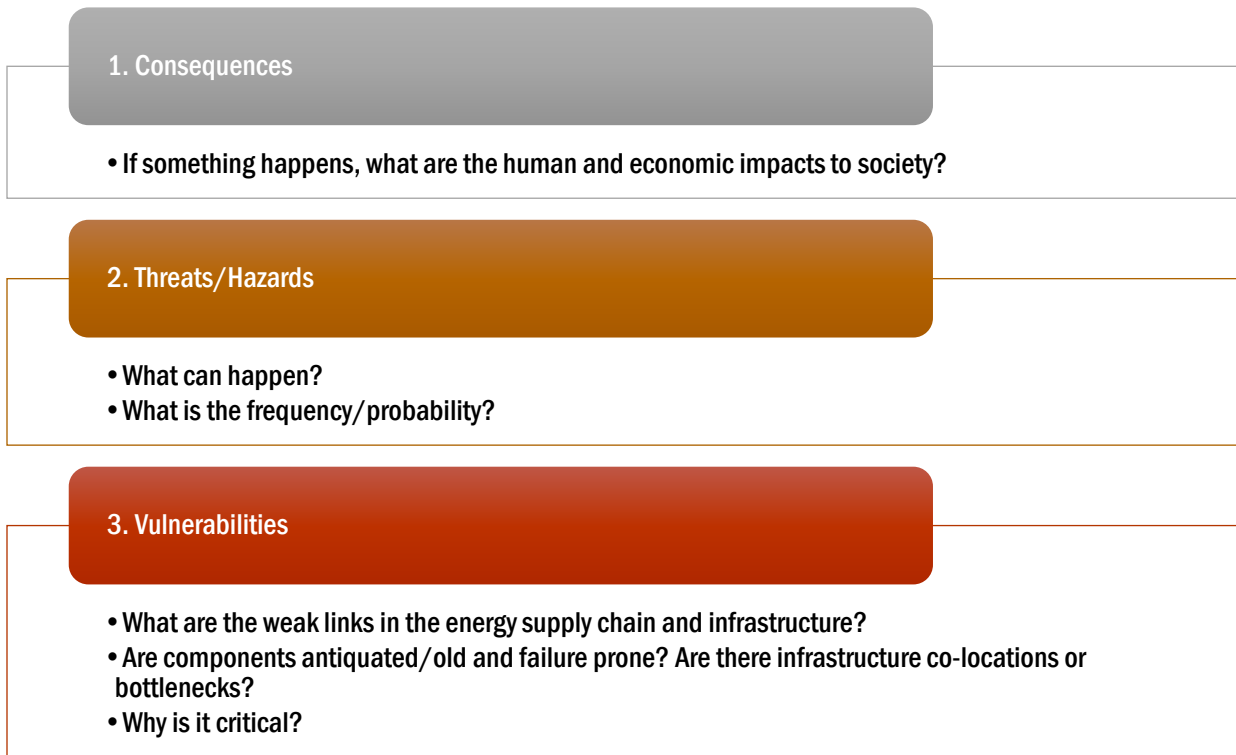 1. Consequences
• If something happens, what are the human and economic impacts to society?
2. Threats/Hazards
• What can happen?
• What is the frequency/probability?
3. Vulnerabilities
• What are the weak links in the energy supply chain and infrastructure?
• Are components antiquated/old and failure prone? Are there infrastructure co-locations or
bottlenecks?
• Why is it critical?